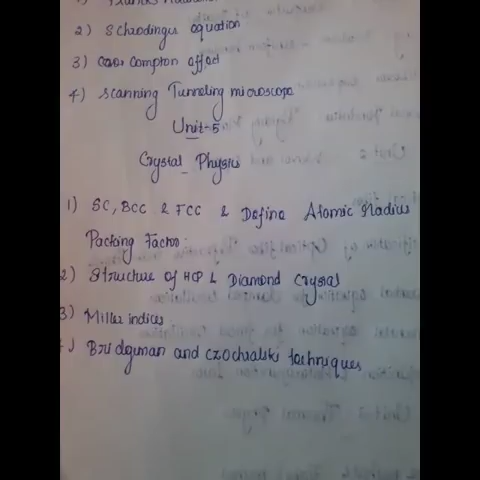 2) Schrodinger equation
3) Compton effect
4) Scanning Tunneling microscope
Unit-5
Crystal Physics
1) SC, BCC & FCC & Define Atomic Radius
Packing Factor.
2) Structure of HCP & Diamond Crystal
3) Miller indices
4) Bridgman and czochralski techniques